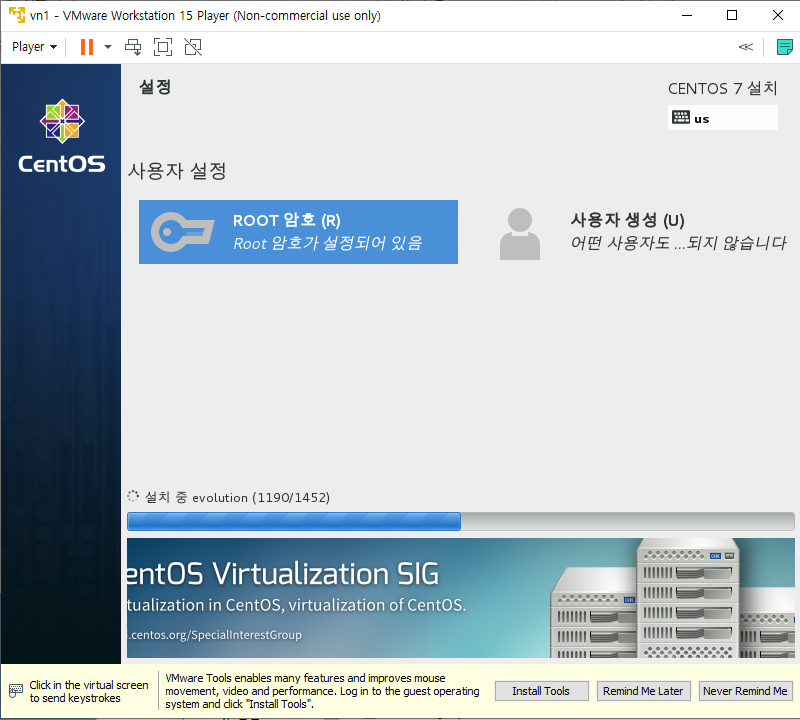 vn1 - VMware Workstation 15 Player (Non-commercial use only)
Player
CentOS
설정
CENTOS 7 설치
us
사용자 설정
ROOT 암호 (R)
Root 암호가 설정되어 있음
사용자 생성 (U)
어떤 사용자도 ...되지 않습니다
설치 중 evolution (1190/1452)
entOS Virtualization SIG
tualization in CentOS, virtualization of CentOS.
i.centos.org/SpecialInterestGroup
Click in the virtual screen
to send keystrokes
VMware Tools enables many features and improves mouse
movement, video and performance. Log in to the guest operating
system and click "Install Tools".
Install Tools
Remind Me Later
Never Remind Me